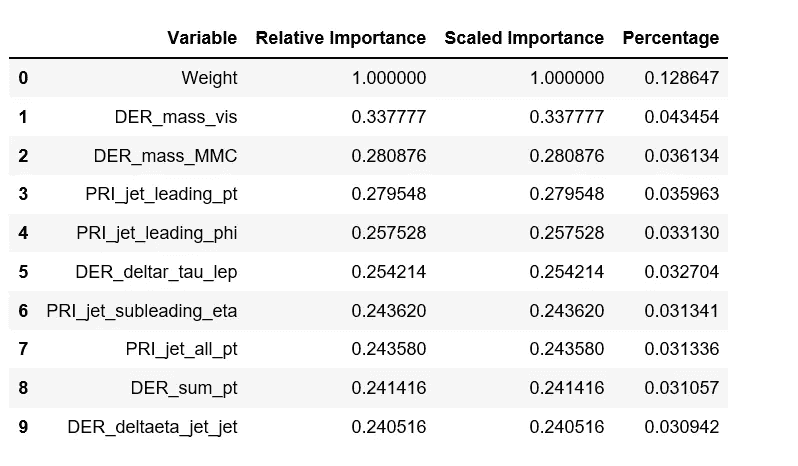 Variable Relative Importance Scaled Importance Percentage
0 Weight 1.000000 1.000000 0.128647
1 DER_mass_vis 0.337777 0.337777 0.043454
2 DER_mass_MMC 0.280876 0.280876 0.036134
3 PRI_jet_leading_pt 0.279548 0.279548 0.035963
4 PRI_jet_leading_phi 0.257528 0.257528 0.033130
5 DER_deltar_tau_lep 0.254214 0.254214 0.032704
6 PRI_jet_subleading_eta 0.243620 0.243620 0.031341
7 PRI_jet_all_pt 0.243580 0.243580 0.031336
8 DER_sum_pt 0.241416 0.241416 0.031057
9 DER_deltaeta_jet_jet 0.240516 0.240516 0.030942